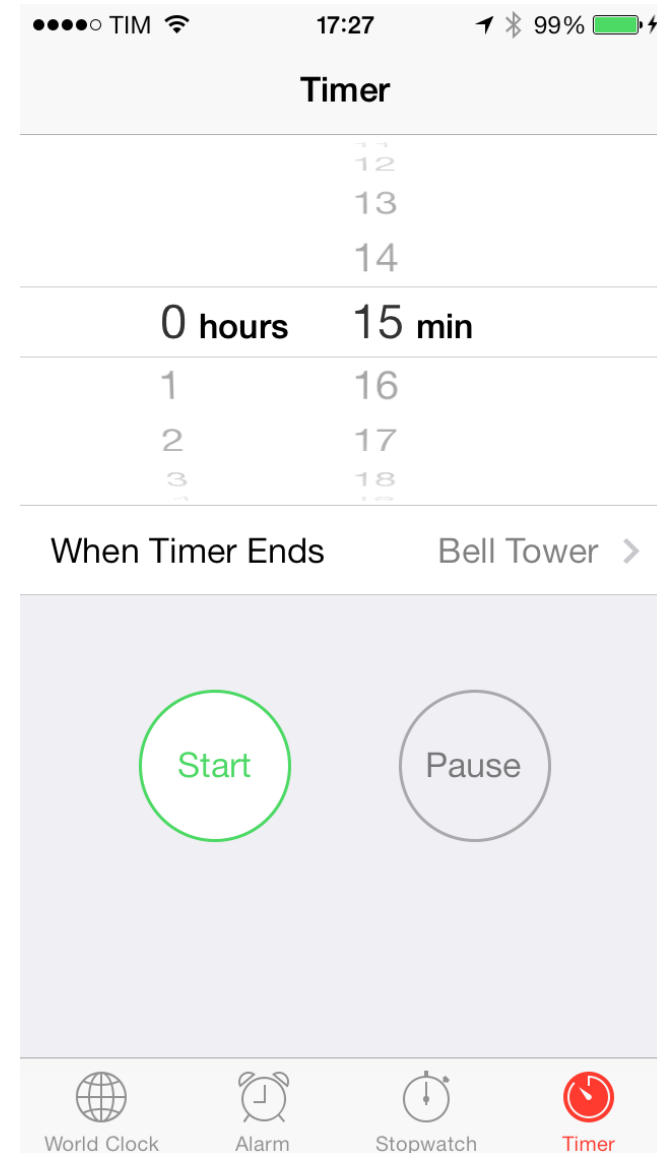 TIM 17:27 99%
Timer
11
12
13
14
0 hours 15 min
1 16
2 17
3 18
When Timer Ends Bell Tower
Start Pause
World Clock Alarm Stopwatch Timer